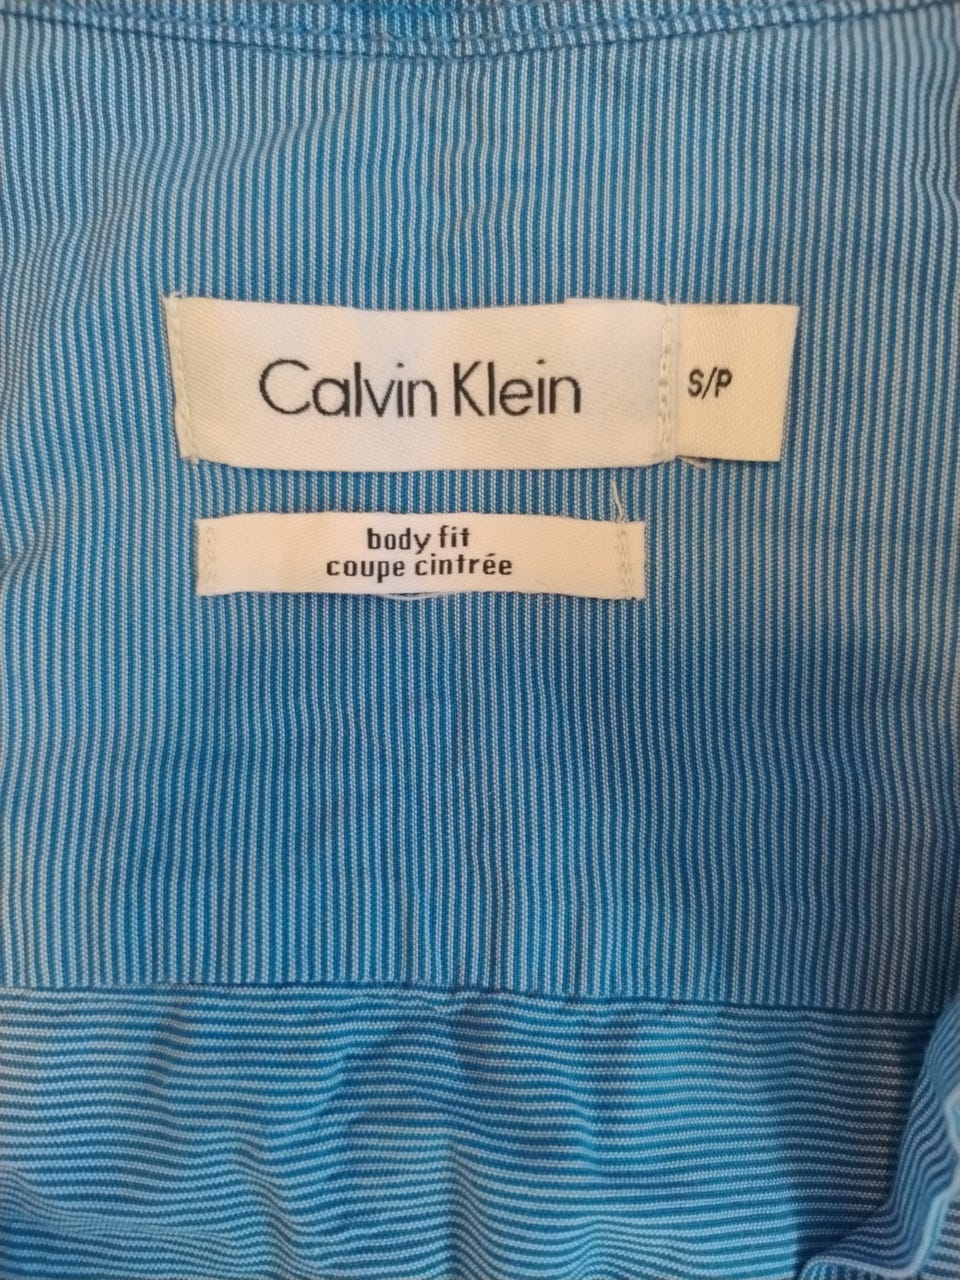 Calvin Klein S/P
body fit
coupe cintrée